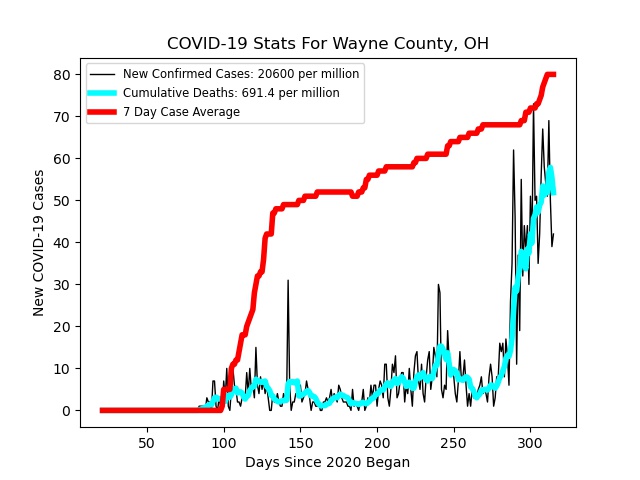 COVID-19 Stats For Wayne County, OH
New Confirmed Cases: 20600 per million
Cumulative Deaths: 691.4 per million
7 Day Case Average
New COVID-19 Cases
80
70
60
50
40
30
20
10
0
50 100 150 200 250 300
Days Since 2020 Began